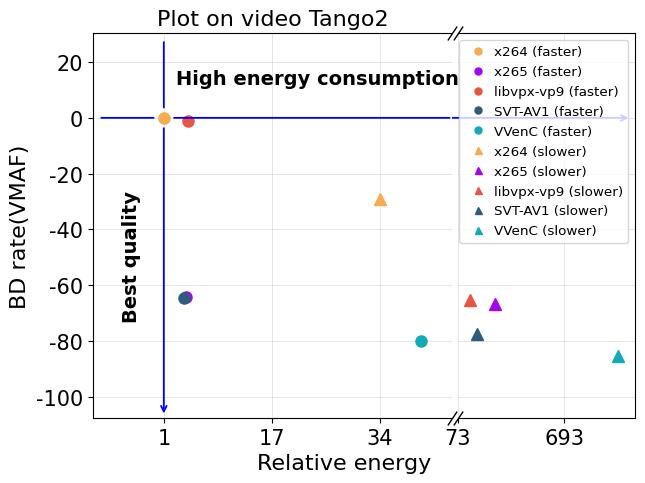 Plot on video Tango2
BD rate(VMAF)
20
0
-20
-40
-60
-80
-100
High energy consumption
Best quality
x264 (faster)
x265 (faster)
libvpx-vp9 (faster)
SVT-AV1 (faster)
VVenC (faster)
x264 (slower)
x265 (slower)
libvpx-vp9 (slower)
SVT-AV1 (slower)
VVenC (slower)
1 17 34 73 693
Relative energy